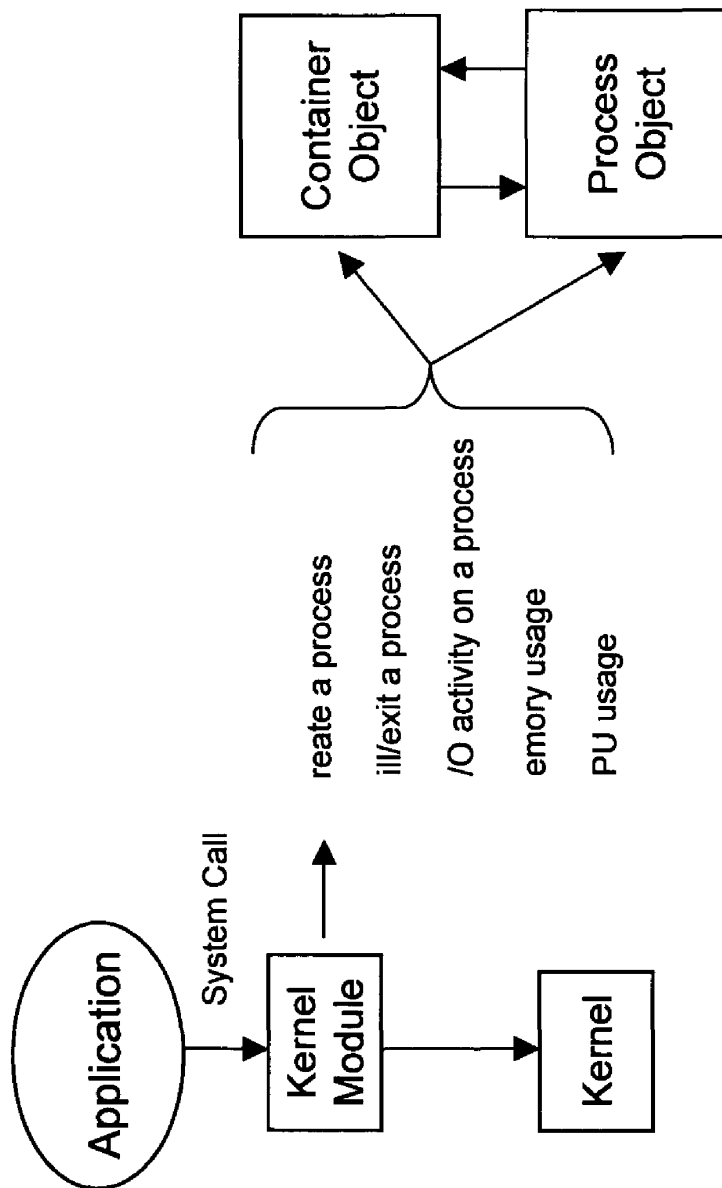 Application
System Call
Kernel
Module
Kernel
reate a process
ill/exit a process
/O activity on a process
emory usage
PU usage
Container
Object
Process
Object